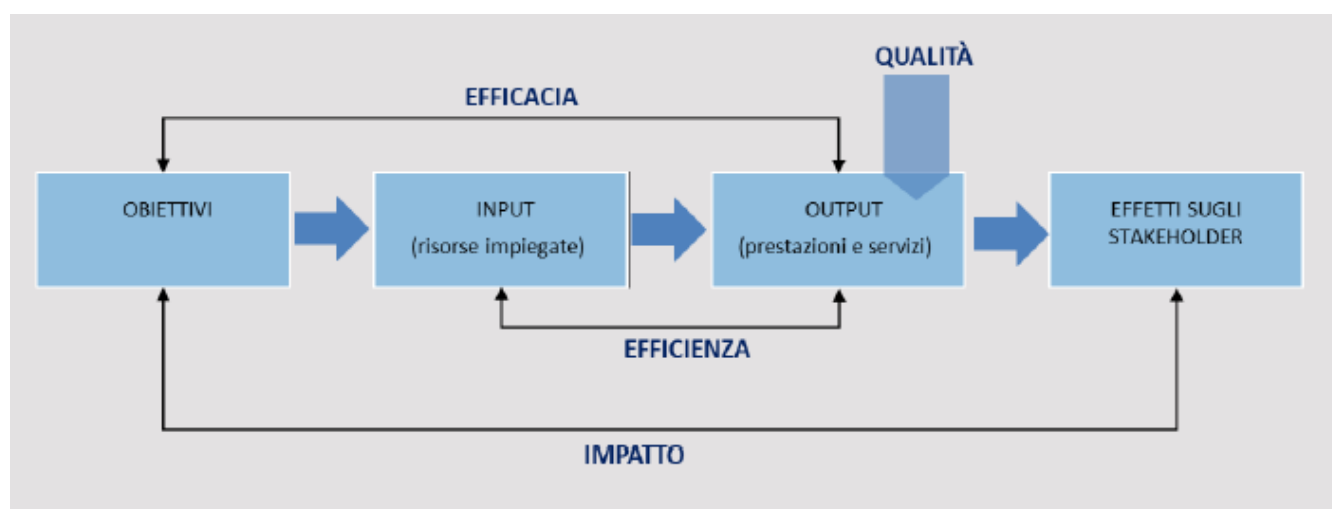 QUALITÀ
EFFICACIA
OBIETTIVI
INPUT
(risorse impiegate)
OUTPUT
(prestazioni e servizi)
EFFETTI SUGLI
STAKEHOLDER
EFFICIENZA
IMPATTO